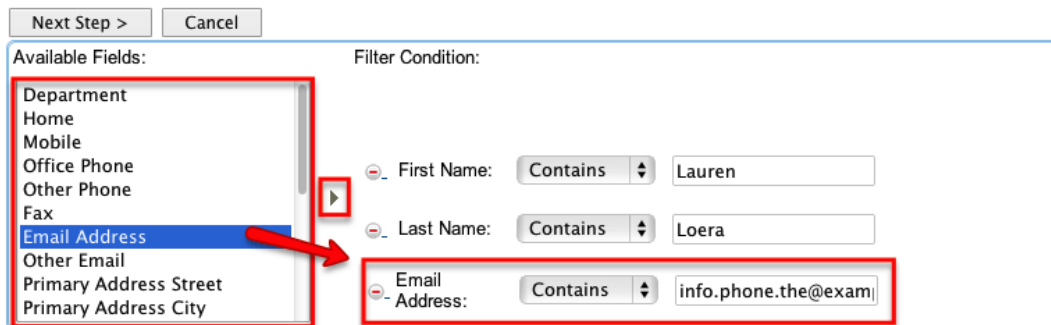 Next Step > Cancel
Available Fields: Filter Condition:
Department
Home
Mobile
Office Phone
Other Phone
Fax
Email Address
Other Email
Primary Address Street
Primary Address City
First Name: Contains Lauren
Last Name: Contains Loera
Email
Address: Contains info.phone.the@exam